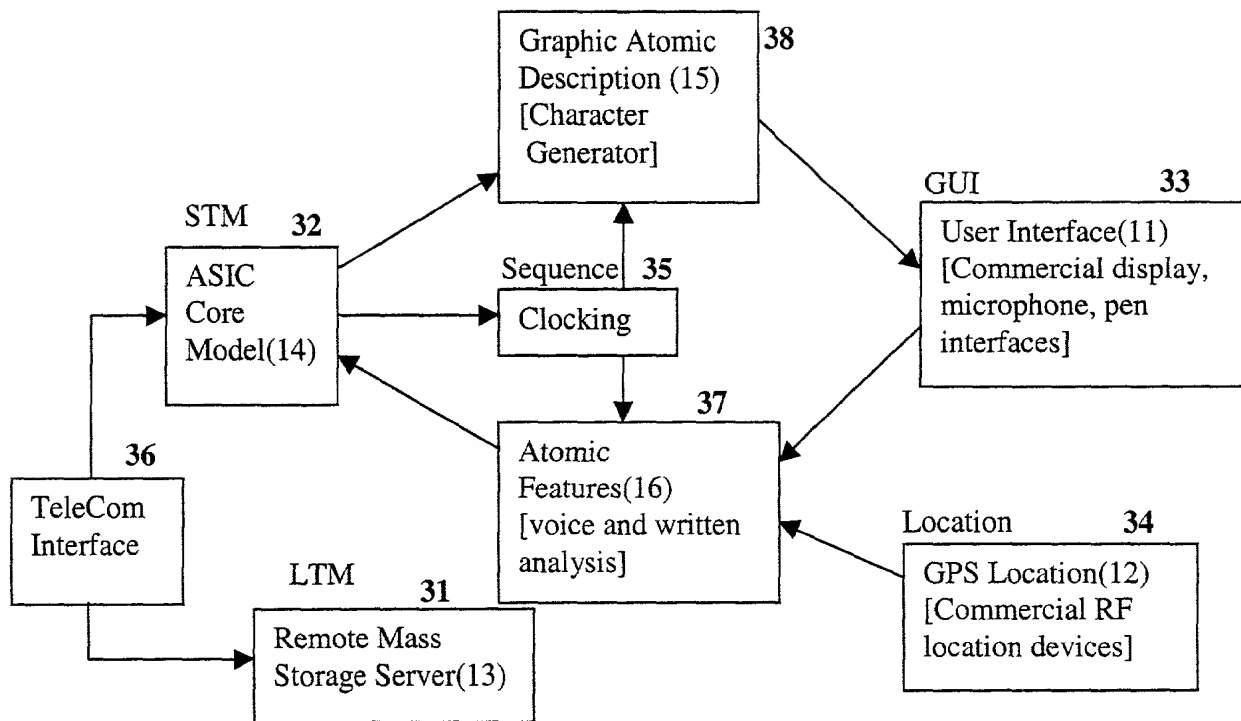 Graphic Atomic
Description (15)
[Character
Generator]
38
GUI
33
User Interface(11)
[Commercial display,
microphone, pen
interfaces]
STM
32
ASIC
Core
Model(14)
Sequence
35
Clocking
37
Atomic
Features(16)
[voice and written
analysis]
36
TeleCom
Interface
Location
34
GPS Location(12)
[Commercial RF
location devices]
LTM
31
Remote Mass
Storage Server(13)